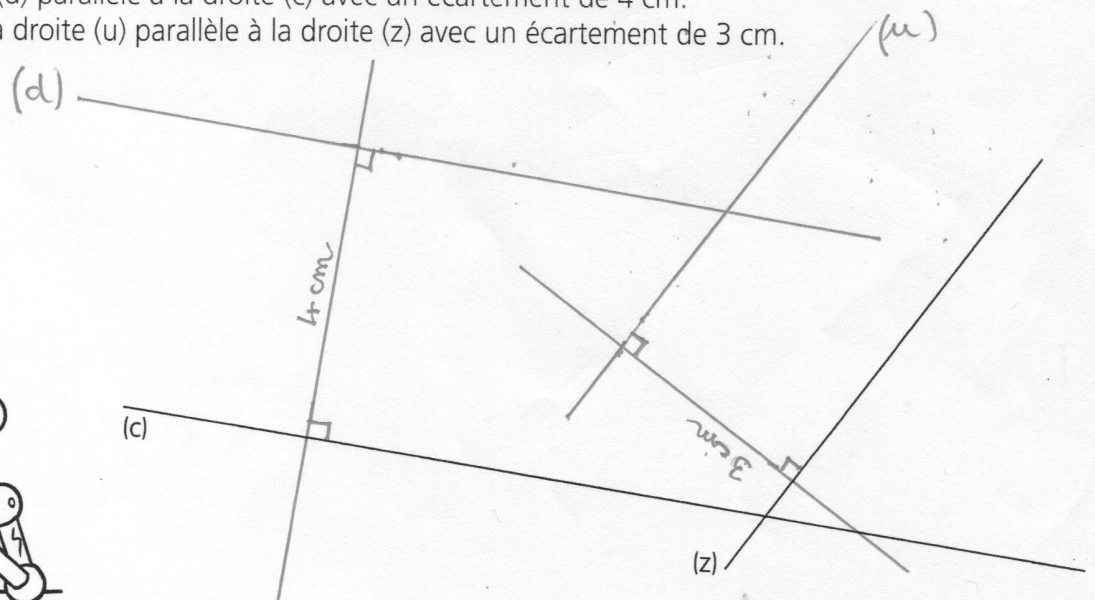 (d) parallèle à la droite (c) avec un écartement de 4 cm.
droite (u) parallèle à la droite (z) avec un écartement de 3 cm.
(u)
(d)
4 cm
(c)
3 cm
(z)